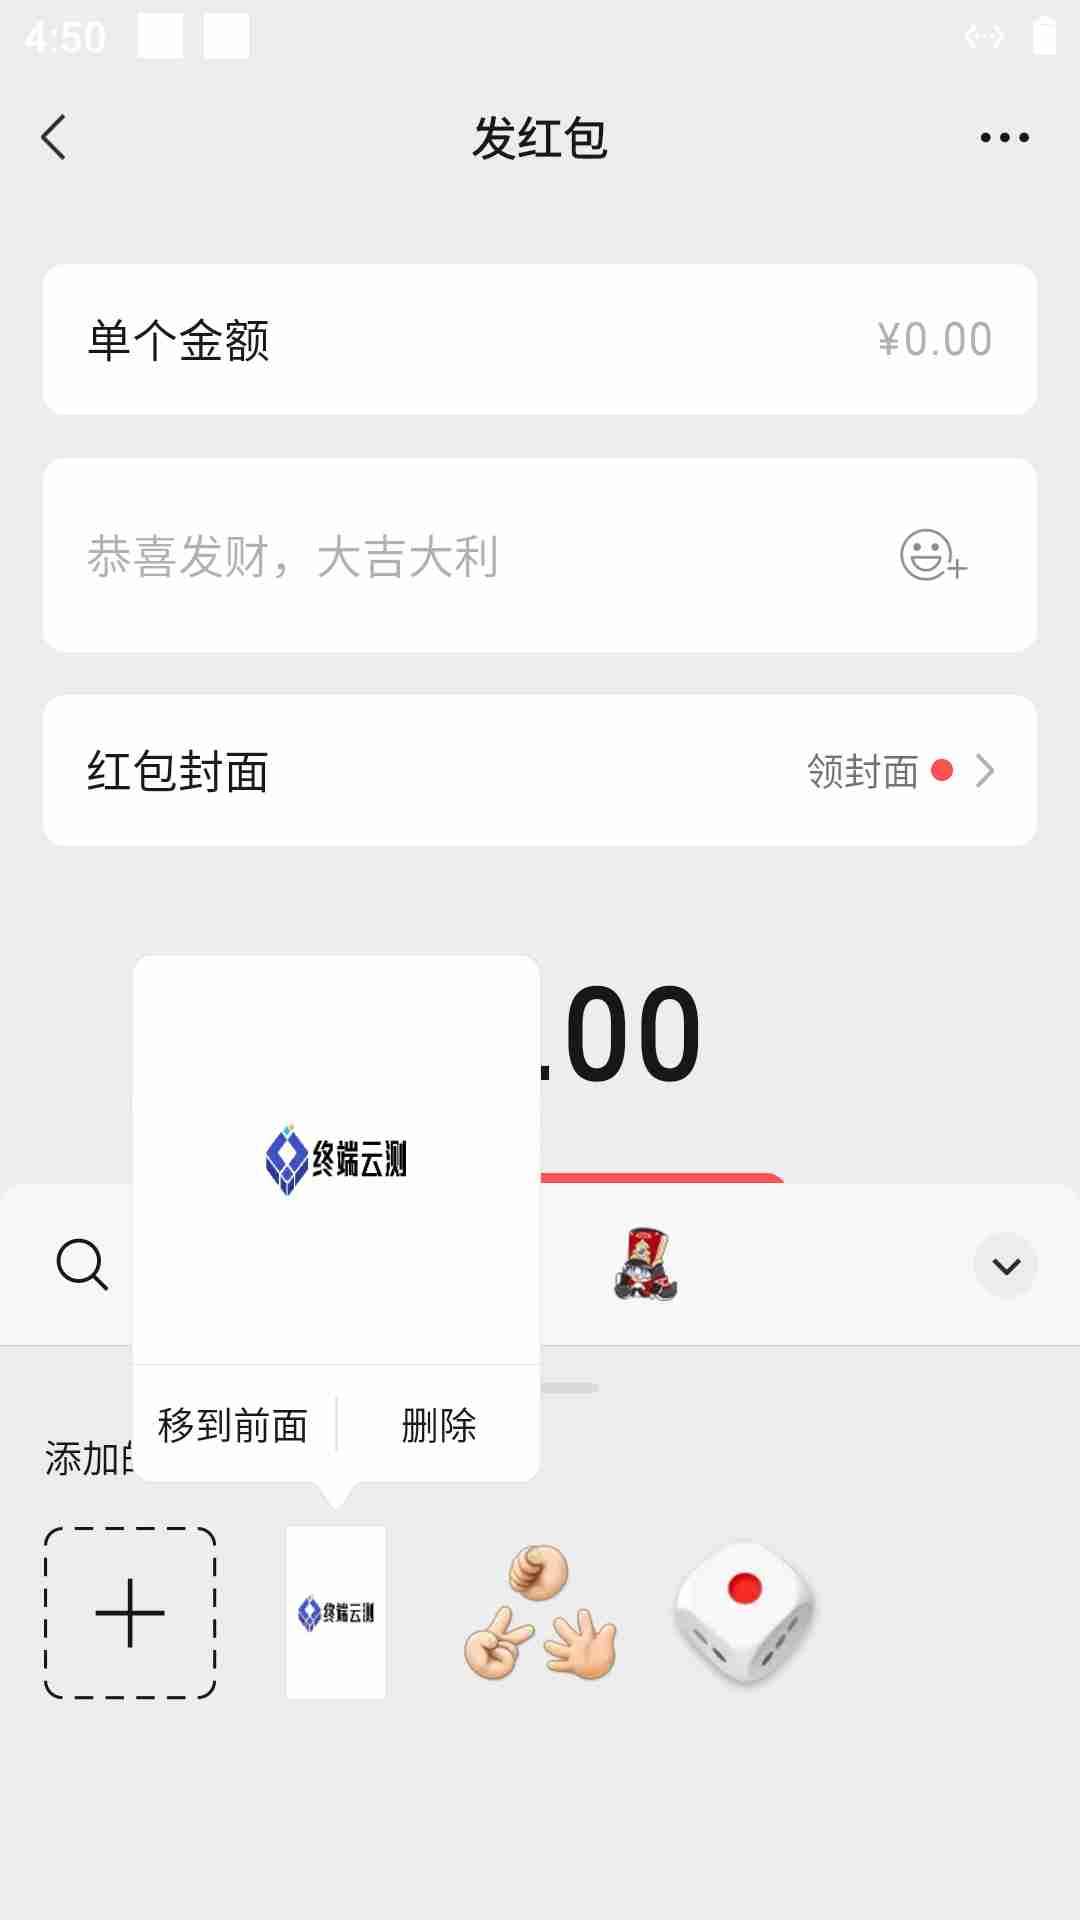 4:50
发红包
单个金额
¥0.00
恭喜发财，大吉大利
红包封面
领封面
.00
终端云测
移到前面
删除
添加
终端云测